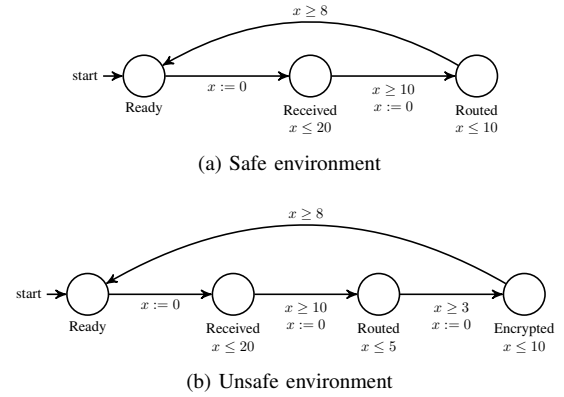 x ≥ 8
start
x := 0
x ≥ 10
x := 0
Ready
Received
x ≤ 20
Routed
x ≤ 10
(a) Safe environment
x ≥ 8
start
x := 0
x ≥ 10
x := 0
x ≥ 3
x := 0
Ready
Received
x ≤ 20
Routed
x ≤ 5
Encrypted
x ≤ 10
(b) Unsafe environment